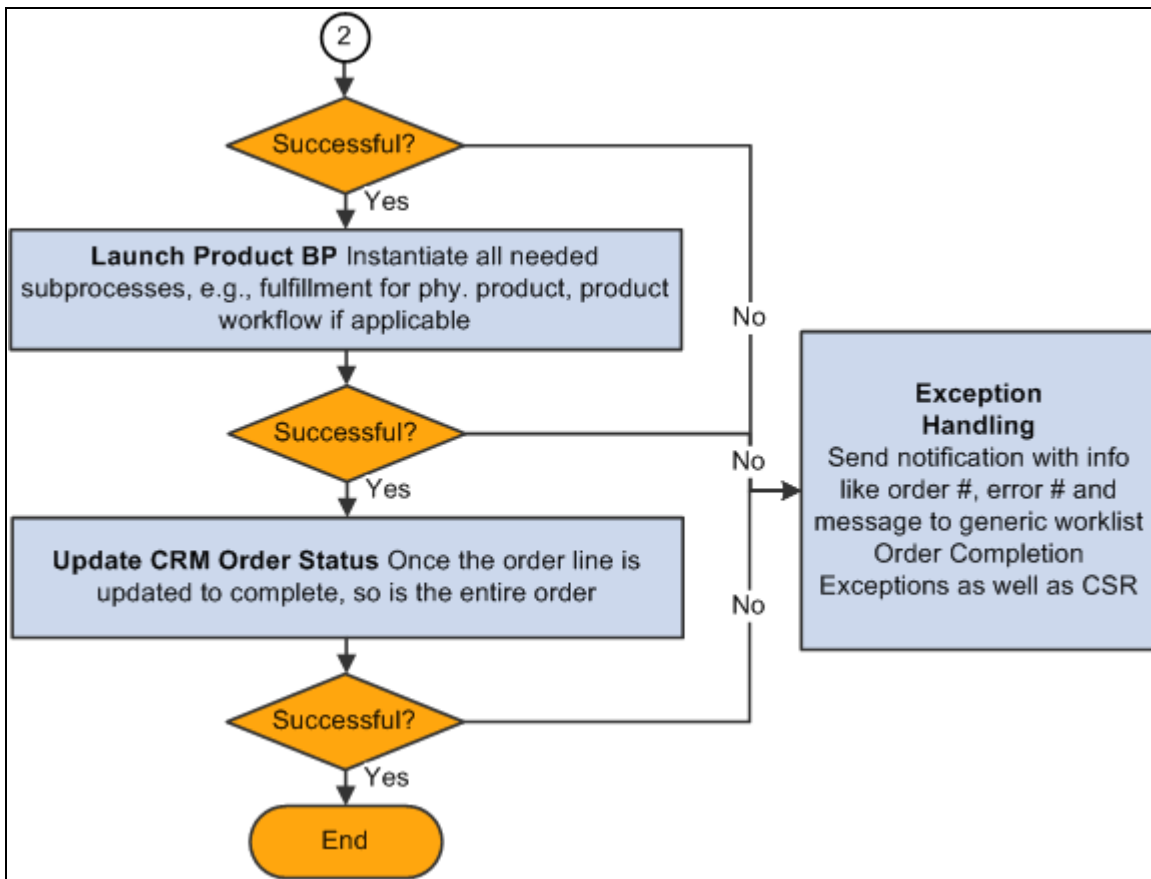 2
Successful?
Yes
Launch Product BP Instantiate all needed
subprocesses, e.g., fulfillment for phy. product, product
workflow if applicable
No
Successful?
No
Yes
Update CRM Order Status Once the order line is
updated to complete, so is the entire order
No
Successful?
Yes
End
Exception
Handling
Send notification with info
like order #, error # and
message to generic worklist
Order Completion
Exceptions as well as CSR